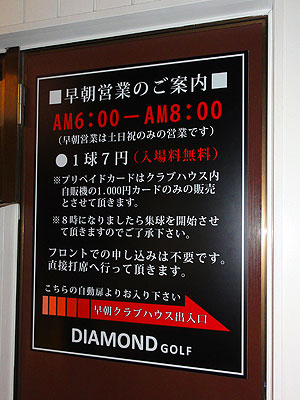 ■早朝営業のご案内■
AM6:00－AM8:00
(早朝営業は土日祝のみの営業です)
●1球7円(入場料無料)
※プリペイドカードはクラブハウス内
自販機の1.000円カードのみの販売
とさせて頂きます。
※8時になりましたら集球を開始させ
て頂きますのでご了承下さい。
フロントでの申し込みは不要です。
直接打席へ行って頂きます。
こちらの自動扉よりお入り下さい
早朝クラブハウス出入口
DIAMOND GOLF